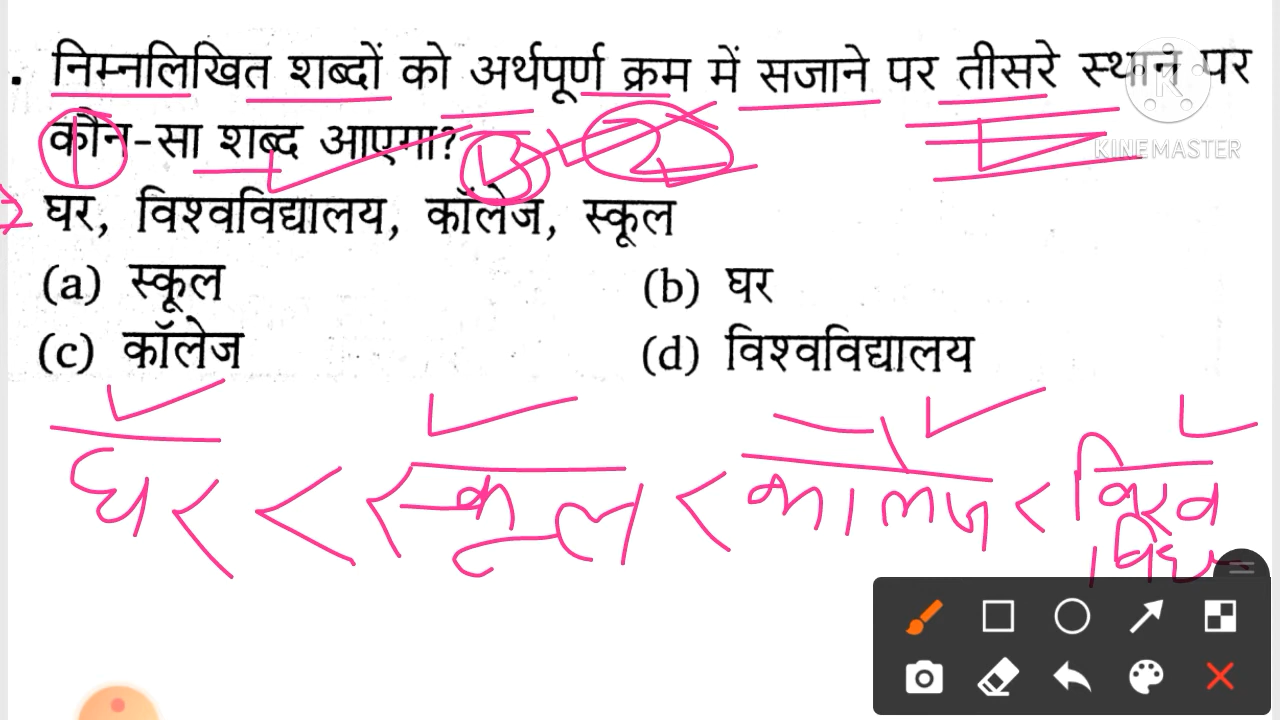 . निम्नलिखित शब्दों को अर्थपूर्ण क्रम में सजाने पर तीसरे स्थान पर
कौन-सा शब्द आएगा?
KINEMASTER
घर, विश्वविद्यालय, कॉलेज, स्कूल
(a) स्कूल (b) घर
(c) कॉलेज (d) विश्वविद्यालय
घर < स्कूल < कॉलेज < विश्व